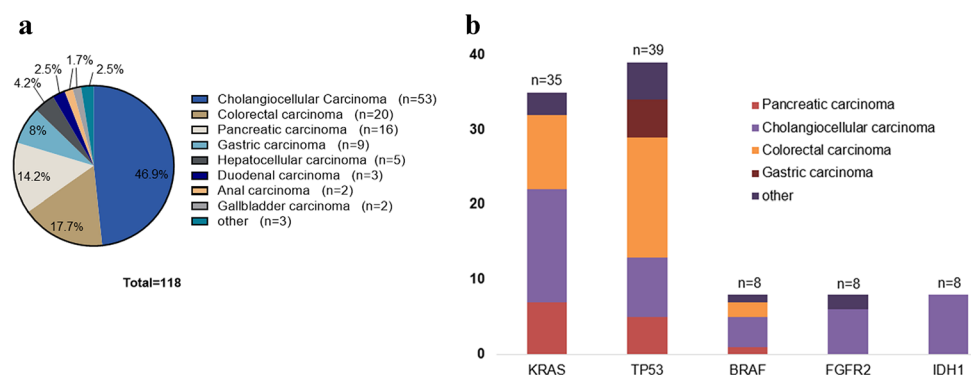 a
1.7%
2.5%
2.5%
4.2%
8%
14.2%
17.7%
46.9%
Cholangiocellular Carcinoma (n=53)
Colorectal carcinoma (n=20)
Pancreatic carcinoma (n=16)
Gastric carcinoma (n=9)
Hepatocellular carcinoma (n=5)
Duodenal carcinoma (n=3)
Anal carcinoma (n=2)
Gallbladder carcinoma (n=2)
other (n=3)
Total=118
b
40
30
20
10
0
n=35
n=39
n=8
n=8
n=8
KRAS
TP53
BRAF
FGFR2
IDH1
Pancreatic carcinoma
Cholangiocellular carcinoma
Colorectal carcinoma
Gastric carcinoma
other